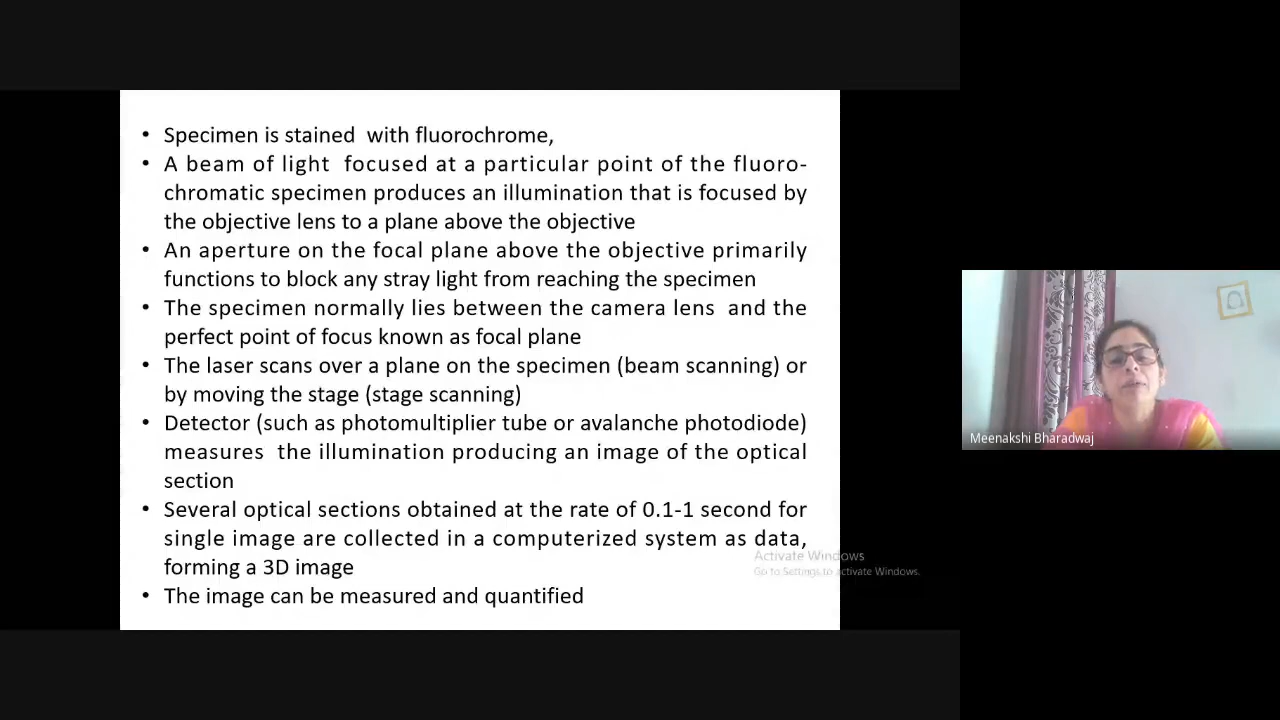 • Specimen is stained with fluorochrome,
• A beam of light focused at a particular point of the fluoro-
chromatic specimen produces an illumination that is focused by
the objective lens to a plane above the objective
• An aperture on the focal plane above the objective primarily
functions to block any stray light from reaching the specimen
• The specimen normally lies between the camera lens and the
perfect point of focus known as focal plane
• The laser scans over a plane on the specimen (beam scanning) or
by moving the stage (stage scanning)
• Detector (such as photomultiplier tube or avalanche photodiode)
measures the illumination producing an image of the optical
section
• Several optical sections obtained at the rate of 0.1-1 second for
single image are collected in a computerized system as data,
forming a 3D image
• The image can be measured and quantified
Activate Windows
Go to Settings to activate Windows.
Meenakshi Bharadwaj